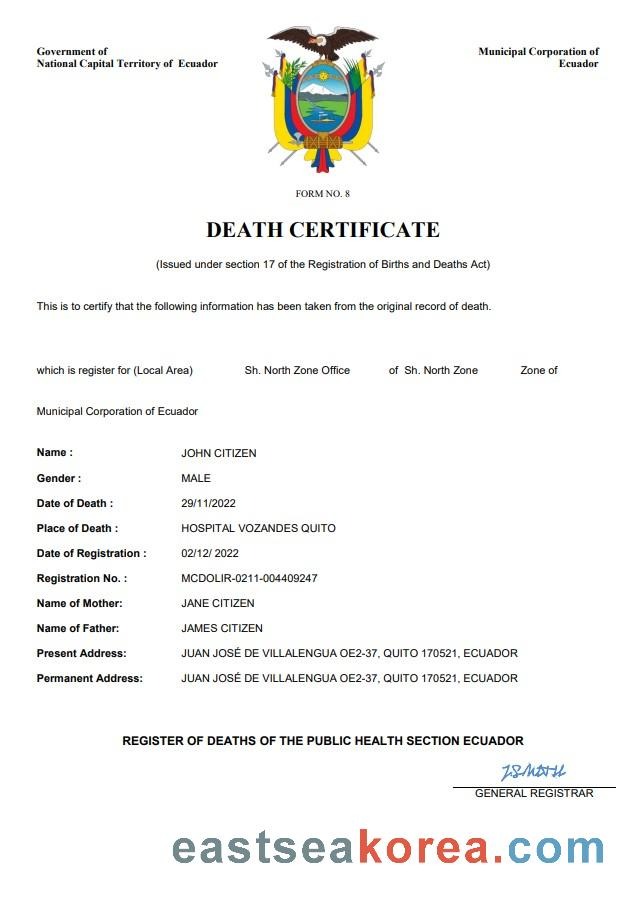 Government of
National Capital Territory of Ecuador
Municipal Corporation of
Ecuador
FORM NO. 8
DEATH CERTIFICATE
(Issued under section 17 of the Registration of Births and Deaths Act)
This is to certify that the following information has been taken from the original record of death.
which is register for (Local Area) Sh. North Zone Office of Sh. North Zone Zone of
Municipal Corporation of Ecuador
Name : JOHN CITIZEN
Gender : MALE
Date of Death : 29/11/2022
Place of Death : HOSPITAL VOZANDES QUITO
Date of Registration : 02/12/ 2022
Registration No. : MCDOLIR-0211-004409247
Name of Mother: JANE CITIZEN
Name of Father: JAMES CITIZEN
Present Address: JUAN JOSÉ DE VILLALENGUA OE2-37, QUITO 170521, ECUADOR
Permanent Address: JUAN JOSÉ DE VILLALENGUA OE2-37, QUITO 170521, ECUADOR
REGISTER OF DEATHS OF THE PUBLIC HEALTH SECTION ECUADOR
GENERAL REGISTRAR
eastseakorea.com